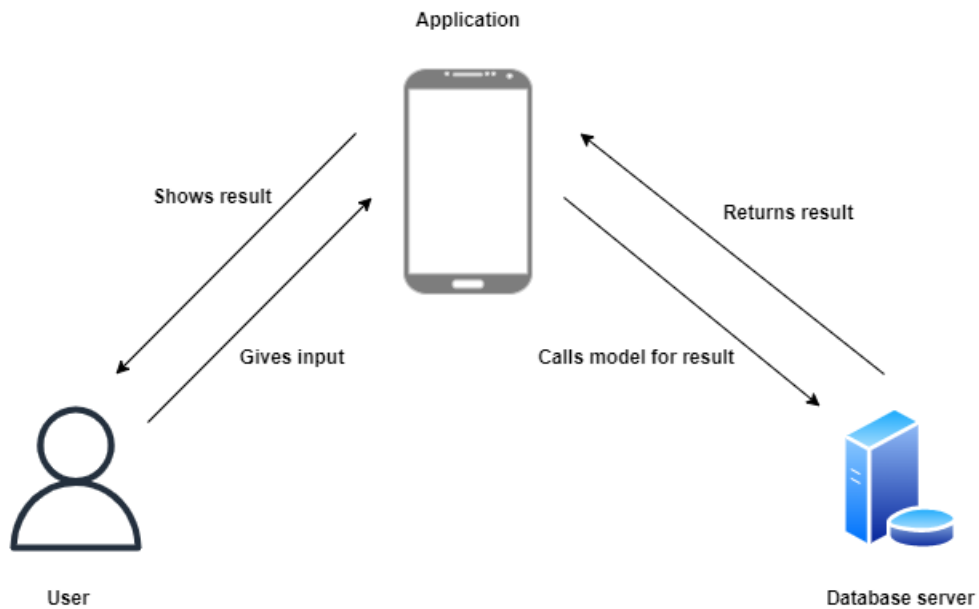 Application
Shows result
Returns result
Gives input
Calls model for result
User
Database server